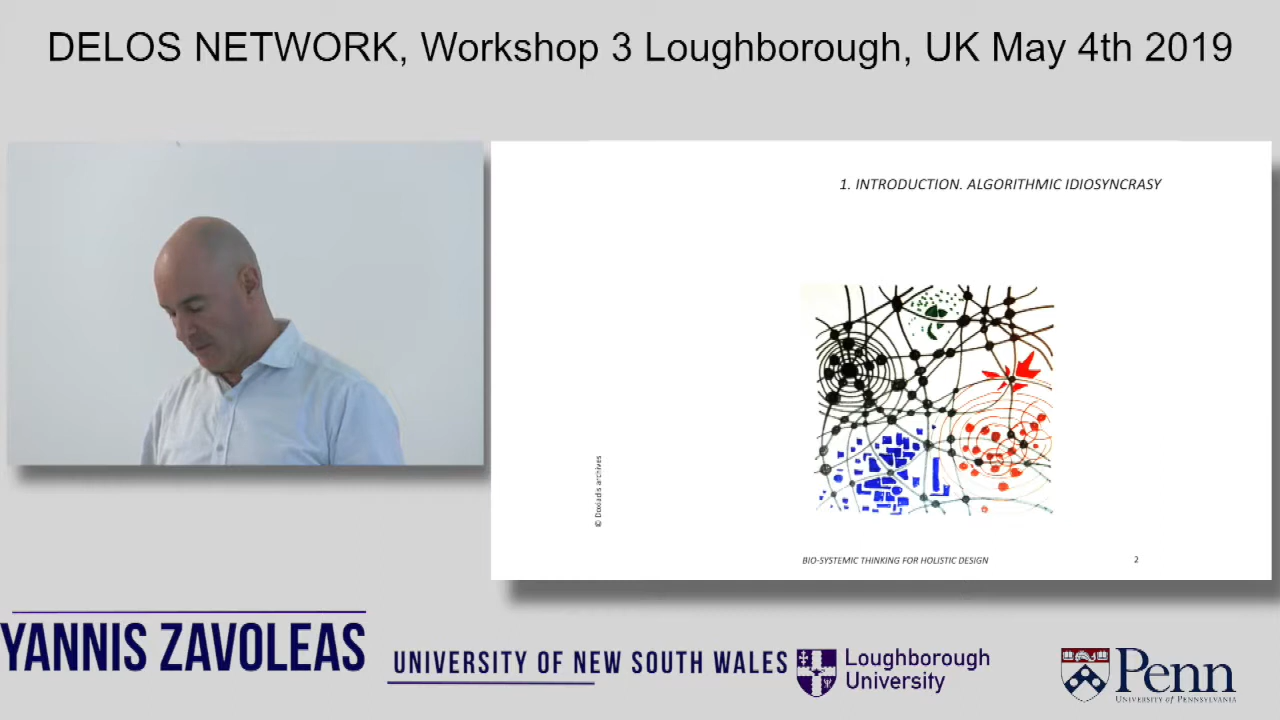 DELOS NETWORK, Workshop 3 Loughborough, UK May 4th 2019
1. INTRODUCTION. ALGORITHMIC IDIOSYNCRASY
© Doxiadis archives
BIO-SYSTEMIC THINKING FOR HOLISTIC DESIGN
2
YANNIS ZAVOLEAS
UNIVERSITY OF NEW SOUTH WALES
Loughborough
University
Penn
UNIVERSITY OF PENNSYLVANIA